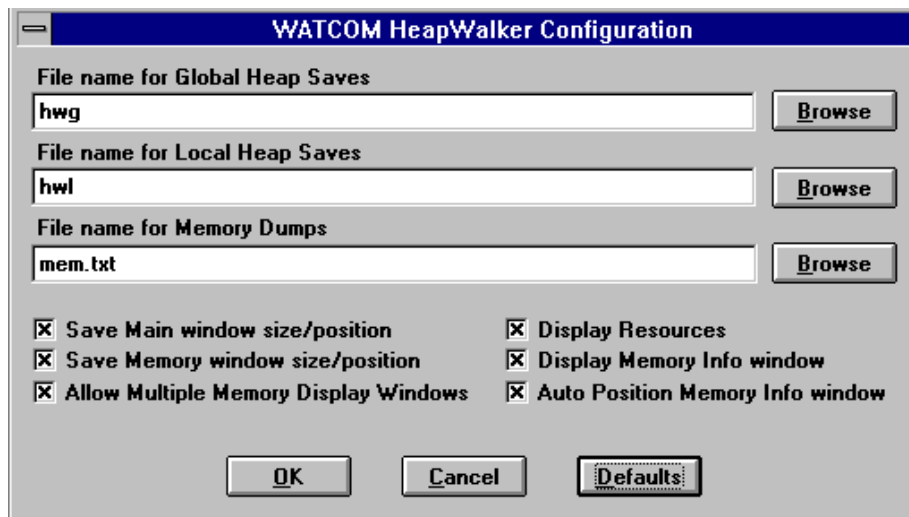 WATCOM HeapWalker Configuration
File name for Global Heap Saves
hwg
Browse
File name for Local Heap Saves
hwl
Browse
File name for Memory Dumps
mem.txt
Browse
Save Main window size/position
Display Resources
Save Memory window size/position
Display Memory Info window
Allow Multiple Memory Display Windows
Auto Position Memory Info window
OK
Cancel
Defaults